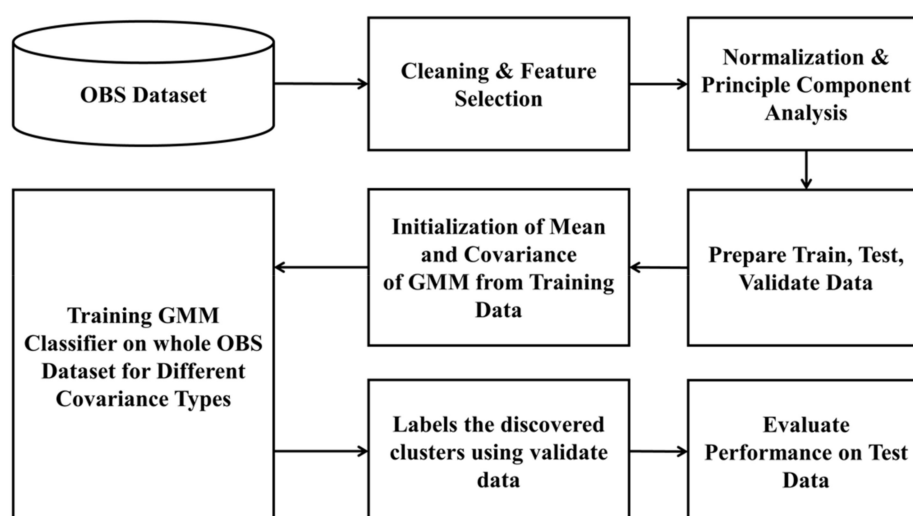 OBS Dataset
Cleaning & Feature
Selection
Normalization &
Principle Component
Analysis
Prepare Train, Test,
Validate Data
Initialization of Mean
and Covariance
of GMM from Training
Data
Training GMM
Classifier on whole OBS
Dataset for Different
Covariance Types
Labels the discovered
clusters using validate
data
Evaluate
Performance on Test
Data